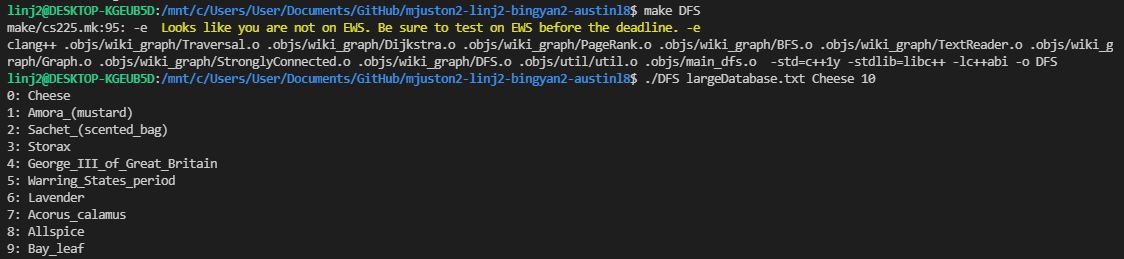 linj2@DESKTOP-KGEUB5D:/mnt/c/Users/User/Documents/GitHub/mjuston2-linj2-bingyan2-austinl8$ make DFS
make/cs225.mk:95: -e  Looks like you are not on EWS. Be sure to test on EWS before the deadline. -e
clang++ .objs/wiki_graph/Traversal.o .objs/wiki_graph/Dijkstra.o .objs/wiki_graph/PageRank.o .objs/wiki_graph/BFS.o .objs/wiki_graph/TextReader.o .objs/wiki_g
raph/Graph.o .objs/wiki_graph/StronglyConnected.o .objs/wiki_graph/DFS.o .objs/util/util.o .objs/main_dfs.o  -std=c++1y -stdlib=libc++ -lc++abi -o DFS
linj2@DESKTOP-KGEUB5D:/mnt/c/Users/User/Documents/GitHub/mjuston2-linj2-bingyan2-austinl8$ ./DFS largeDatabase.txt Cheese 10
0: Cheese
1: Amora_(mustard)
2: Sachet_(scented_bag)
3: Storax
4: George_III_of_Great_Britain
5: Warring_States_period
6: Lavender
7: Acorus_calamus
8: Allspice
9: Bay_leaf